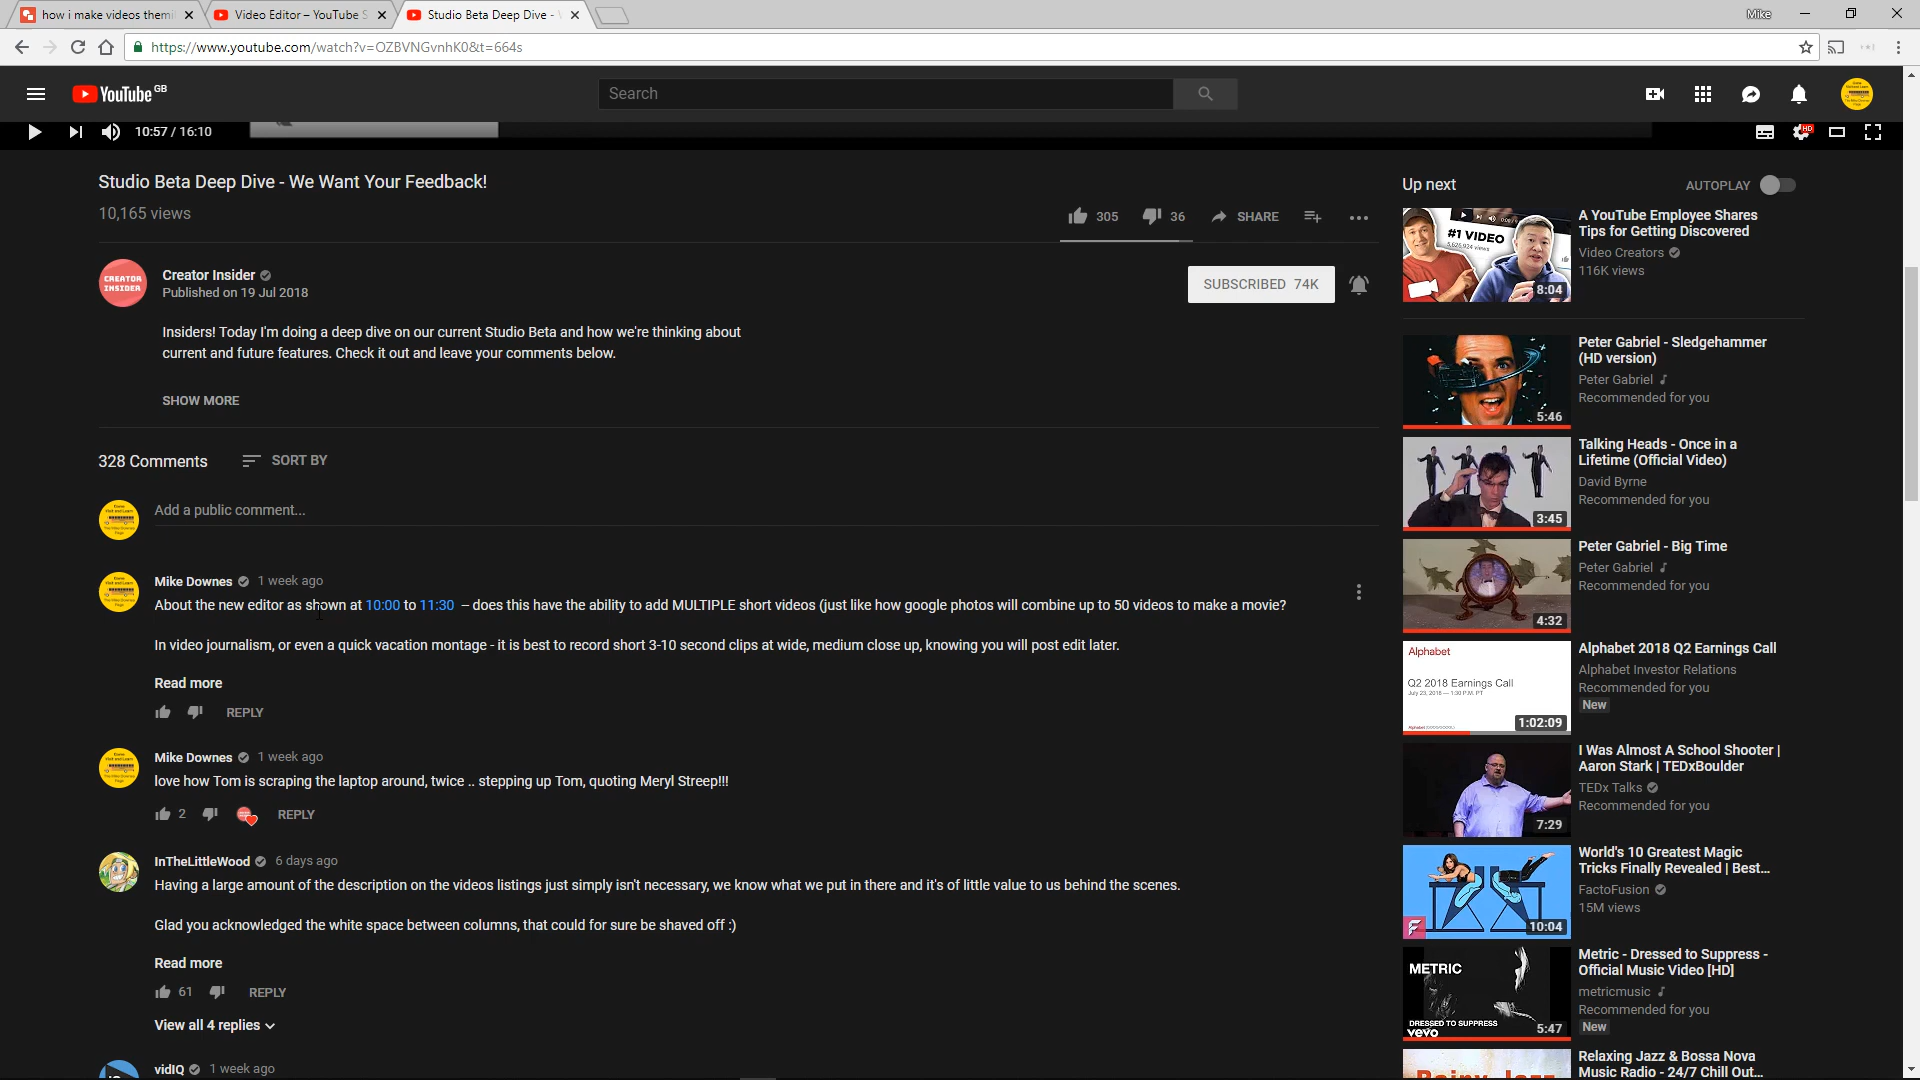 how i make videos themi
Video Editor – YouTube S
Studio Beta Deep Dive -
Mike
https://www.youtube.com/watch?v=OZBVNGvnhK0&t=664s
YouTube GB
Search
10:57 / 16:10
HD
Studio Beta Deep Dive - We Want Your Feedback!
10,165 views
305
36
SHARE
CREATOR
INSIDER
Creator Insider
Published on 19 Jul 2018
SUBSCRIBED 74K
Insiders! Today I'm doing a deep dive on our current Studio Beta and how we're thinking about
current and future features. Check it out and leave your comments below.
SHOW MORE
328 Comments
SORT BY
Add a public comment...
Mike Downes 1 week ago
About the new editor as shown at 10:00 to 11:30 – does this have the ability to add MULTIPLE short videos (just like how google photos will combine up to 50 videos to make a movie?
In video journalism, or even a quick vacation montage - it is best to record short 3-10 second clips at wide, medium close up, knowing you will post edit later.
Read more
REPLY
Mike Downes 1 week ago
love how Tom is scraping the laptop around, twice .. stepping up Tom, quoting Meryl Streep!!!
2
REPLY
InTheLittleWood 6 days ago
Having a large amount of the description on the videos listings just simply isn't necessary, we know what we put in there and it's of little value to us behind the scenes.
Glad you acknowledged the white space between columns, that could for sure be shaved off :)
Read more
61
REPLY
View all 4 replies
vidIQ 1 week ago
Up next
AUTOPLAY
#1 VIDEO
8:04
A YouTube Employee Shares
Tips for Getting Discovered
Video Creators
116K views
5:46
Peter Gabriel - Sledgehammer
(HD version)
Peter Gabriel
Recommended for you
3:45
Talking Heads - Once in a
Lifetime (Official Video)
David Byrne
Recommended for you
4:32
Peter Gabriel - Big Time
Peter Gabriel
Recommended for you
Alphabet
Q2 2018 Earnings Call
July 23, 2018 — 1:30 P.M. PT
1:02:09
Alphabet 2018 Q2 Earnings Call
Alphabet Investor Relations
Recommended for you
New
7:29
I Was Almost A School Shooter |
Aaron Stark | TEDxBoulder
TEDx Talks
Recommended for you
10:04
World's 10 Greatest Magic
Tricks Finally Revealed | Best...
FactoFusion
15M views
METRIC
DRESSED TO SUPPRESS
vevo
5:47
Metric - Dressed to Suppress -
Official Music Video [HD]
metricmusic
Recommended for you
New
Relaxing Jazz & Bossa Nova
Music Radio - 24/7 Chill Out...